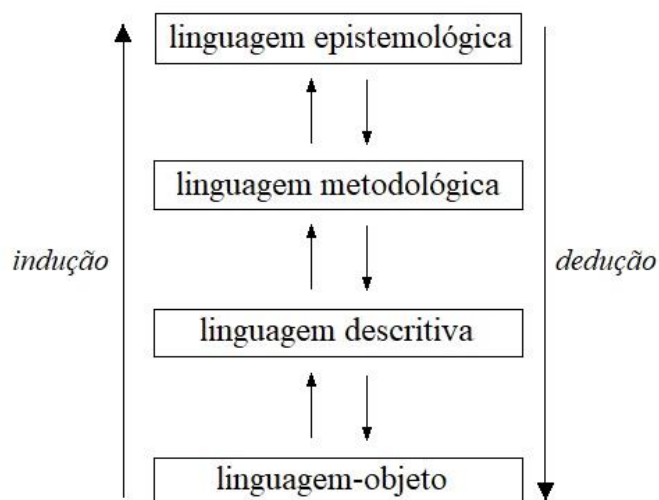 linguagem epistemológica
linguagem metodológica
indução
dedução
linguagem descritiva
linguagem-objeto